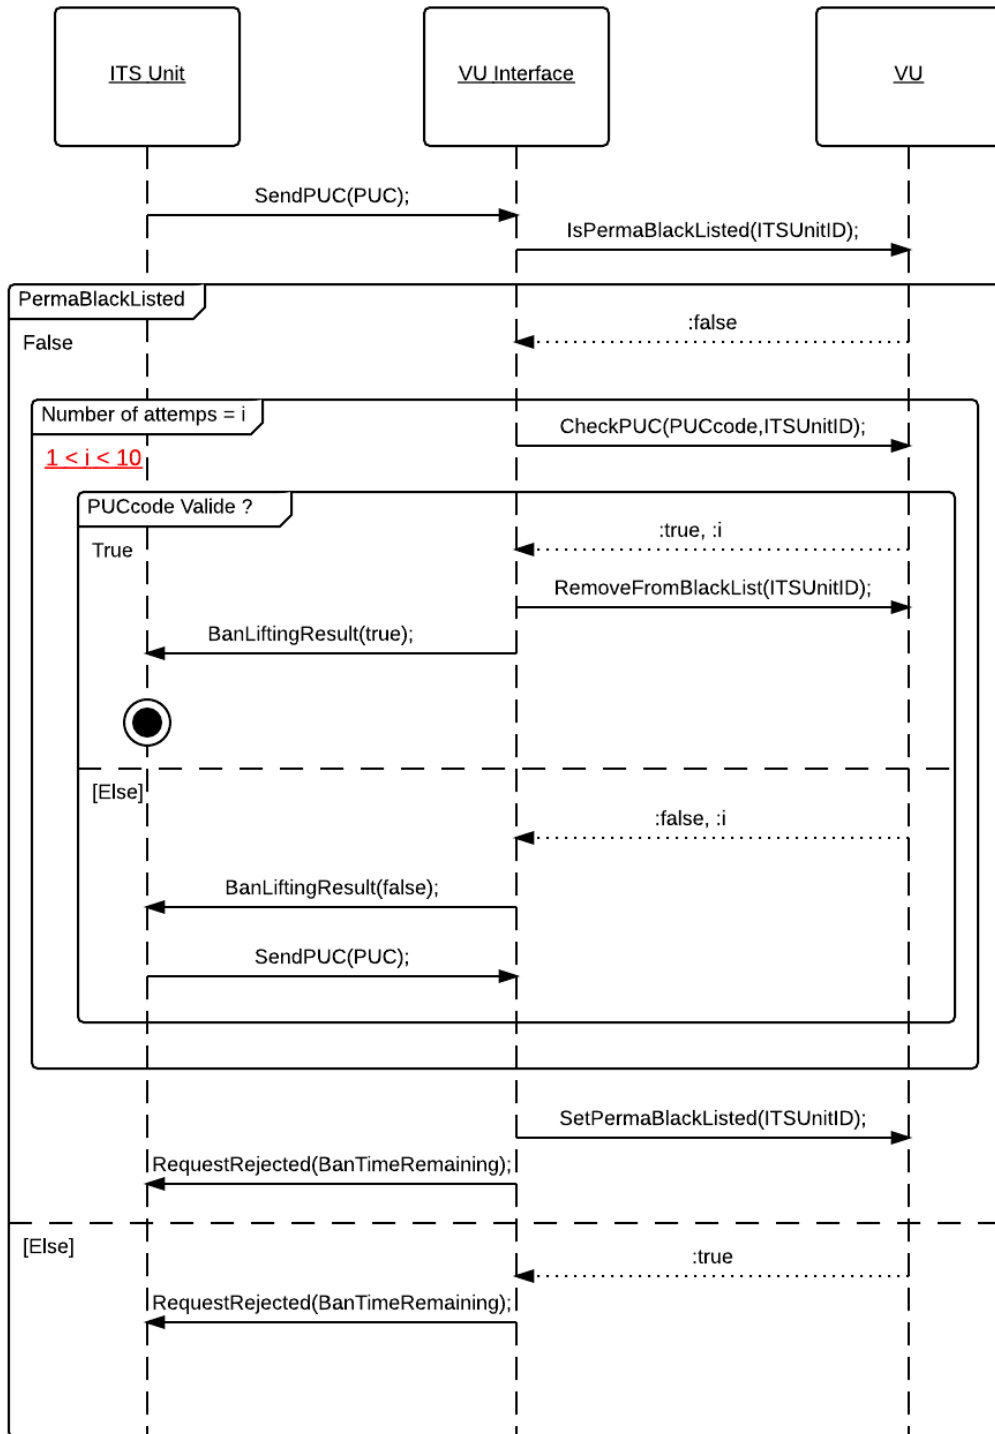 ITS Unit
VU Interface
VU
SendPUC(PUC);
IsPermaBlackListed(ITSUnitID);
PermaBlackListed
False
:false
Number of attemps = i
1 < i < 10
CheckPUC(PUCcode,ITSUnitID);
PUCcode Valide ?
True
:true, :i
RemoveFromBlackList(ITSUnitID);
BanLiftingResult(true);
[Else]
:false, :i
BanLiftingResult(false);
SendPUC(PUC);
SetPermaBlackListed(ITSUnitID);
RequestRejected(BanTimeRemaining);
[Else]
:true
RequestRejected(BanTimeRemaining);